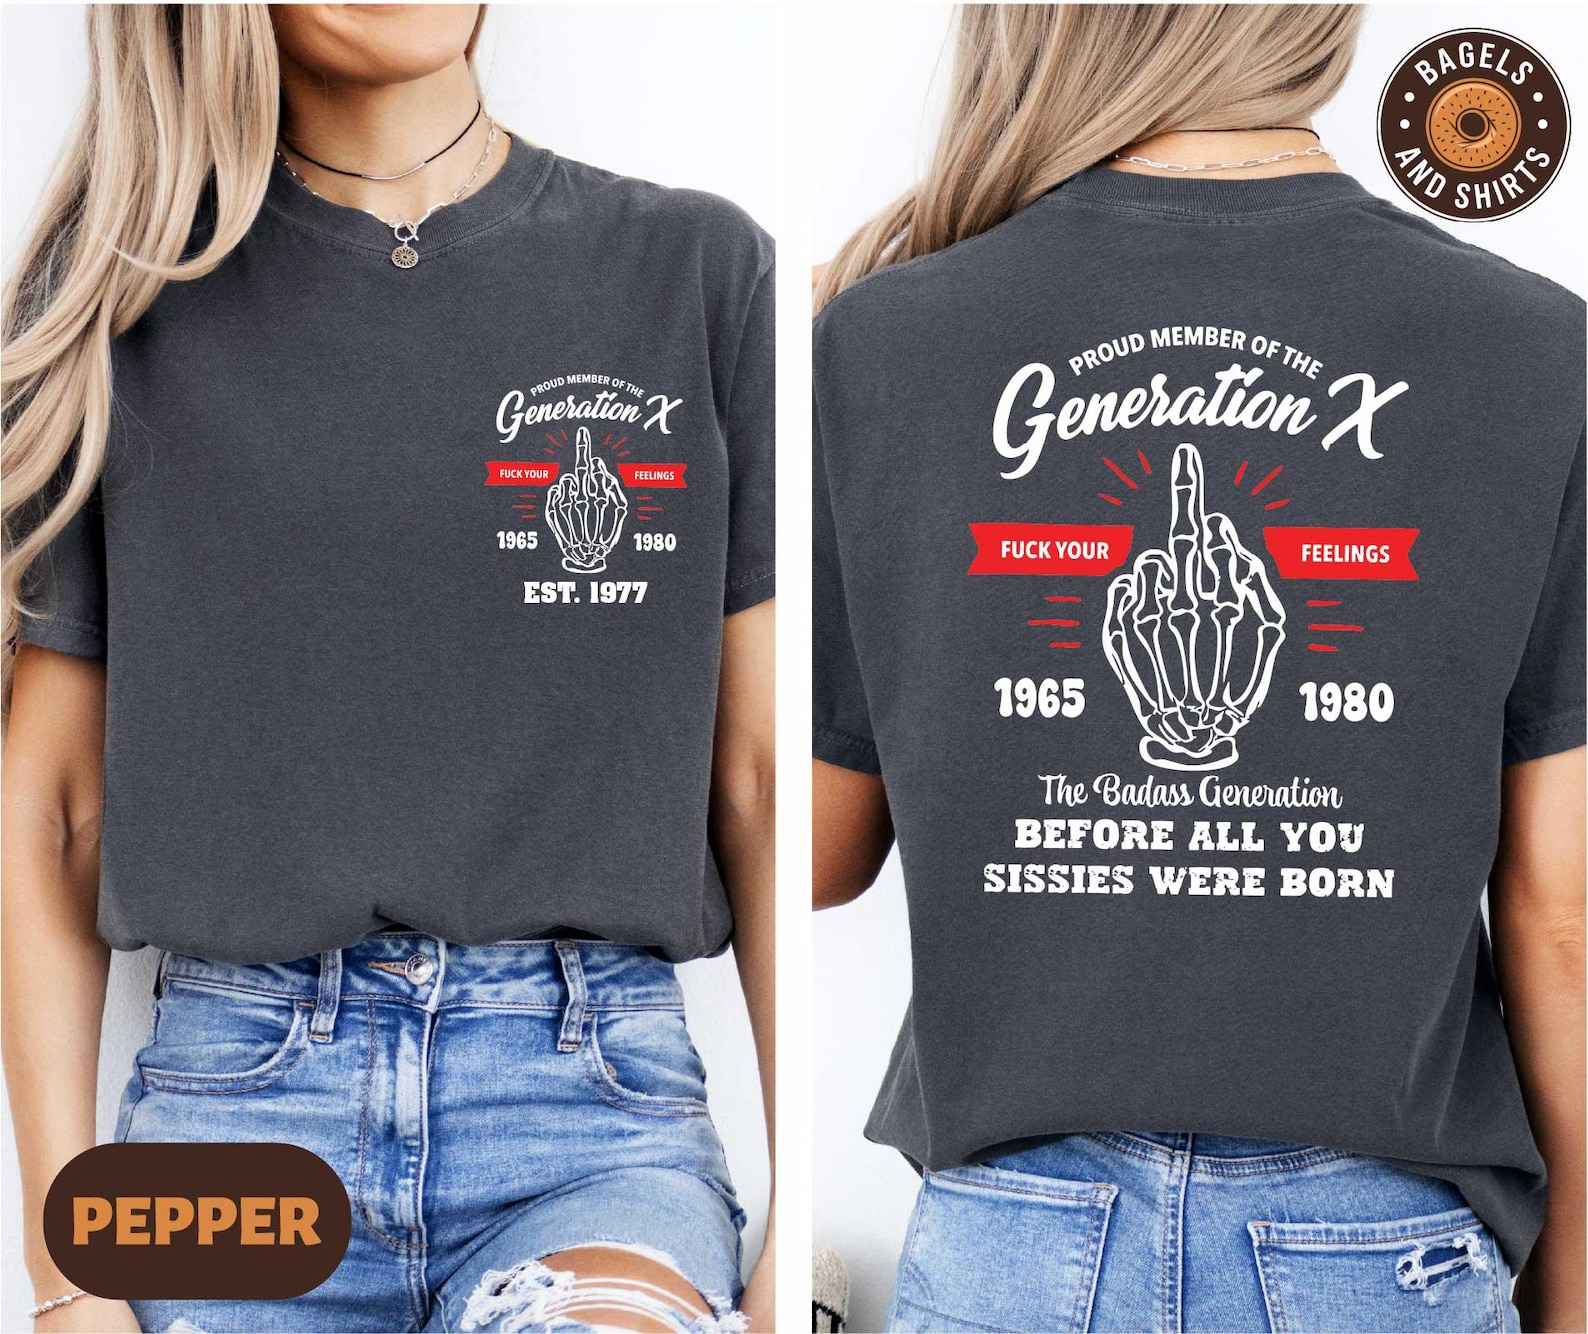 PROUD MEMBER OF THE
Generation X
FUCK YOUR
FEELINGS
1965
1980
EST. 1977
PEPPER
BAGELS
AND SHIRTS
PROUD MEMBER OF THE
Generation X
FUCK YOUR
FEELINGS
1965
1980
The Badass Generation
BEFORE ALL YOU
SISSIES WERE BORN